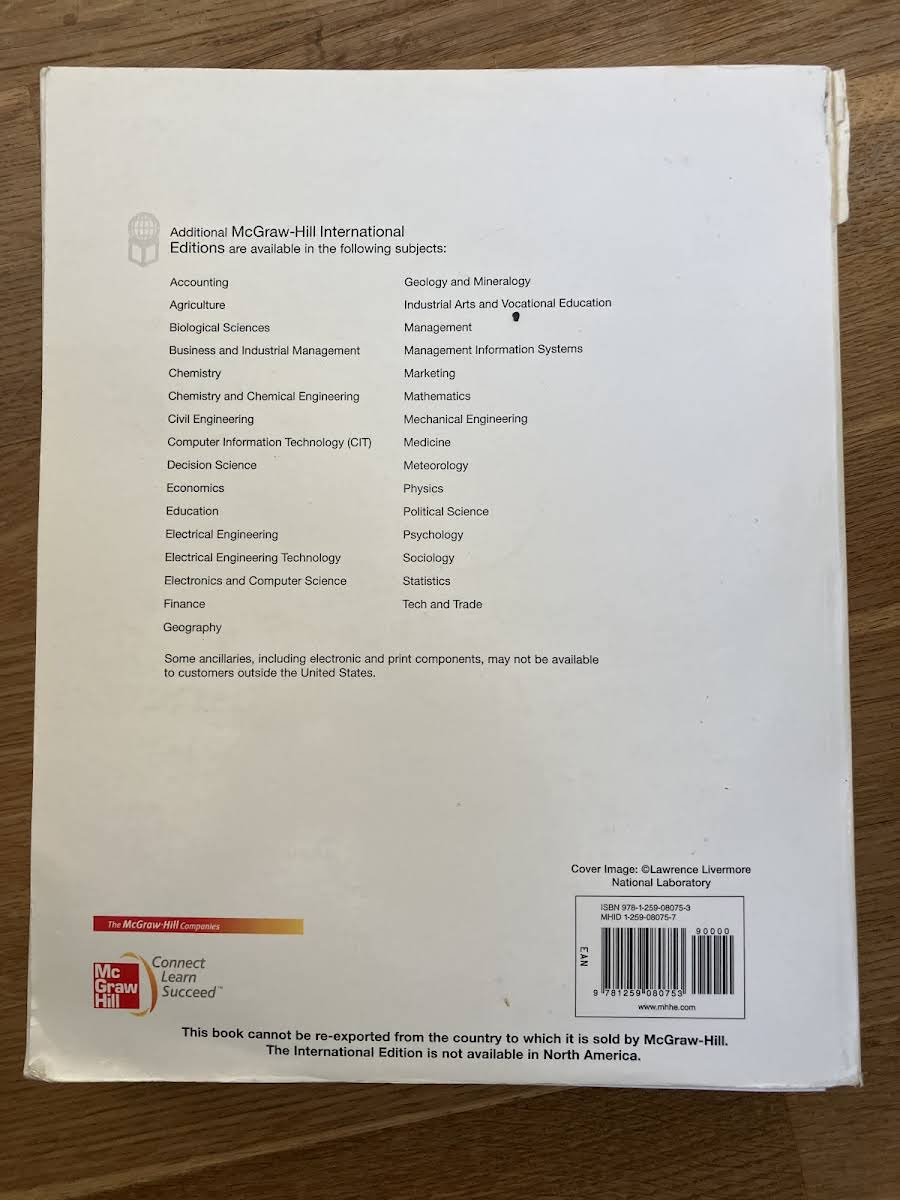 Additional McGraw-Hill International
Editions are available in the following subjects:
Accounting
Agriculture
Biological Sciences
Business and Industrial Management
Chemistry
Chemistry and Chemical Engineering
Civil Engineering
Computer Information Technology (CIT)
Decision Science
Economics
Education
Electrical Engineering
Electrical Engineering Technology
Electronics and Computer Science
Finance
Geography
Geology and Mineralogy
Industrial Arts and Vocational Education
Management
Management Information Systems
Marketing
Mathematics
Mechanical Engineering
Medicine
Meteorology
Physics
Political Science
Psychology
Sociology
Statistics
Tech and Trade
Some ancillaries, including electronic and print components, may not be available
to customers outside the United States.
Cover Image: ©Lawrence Livermore
National Laboratory
ISBN 978-1-259-08075-3
MHID 1-259-08075-7
90000
EAN
9 781259 080753
www.mhhe.com
The McGraw-Hill Companies
Mc
Graw
Hill
Connect
Learn
Succeed™
This book cannot be re-exported from the country to which it is sold by McGraw-Hill.
The International Edition is not available in North America.